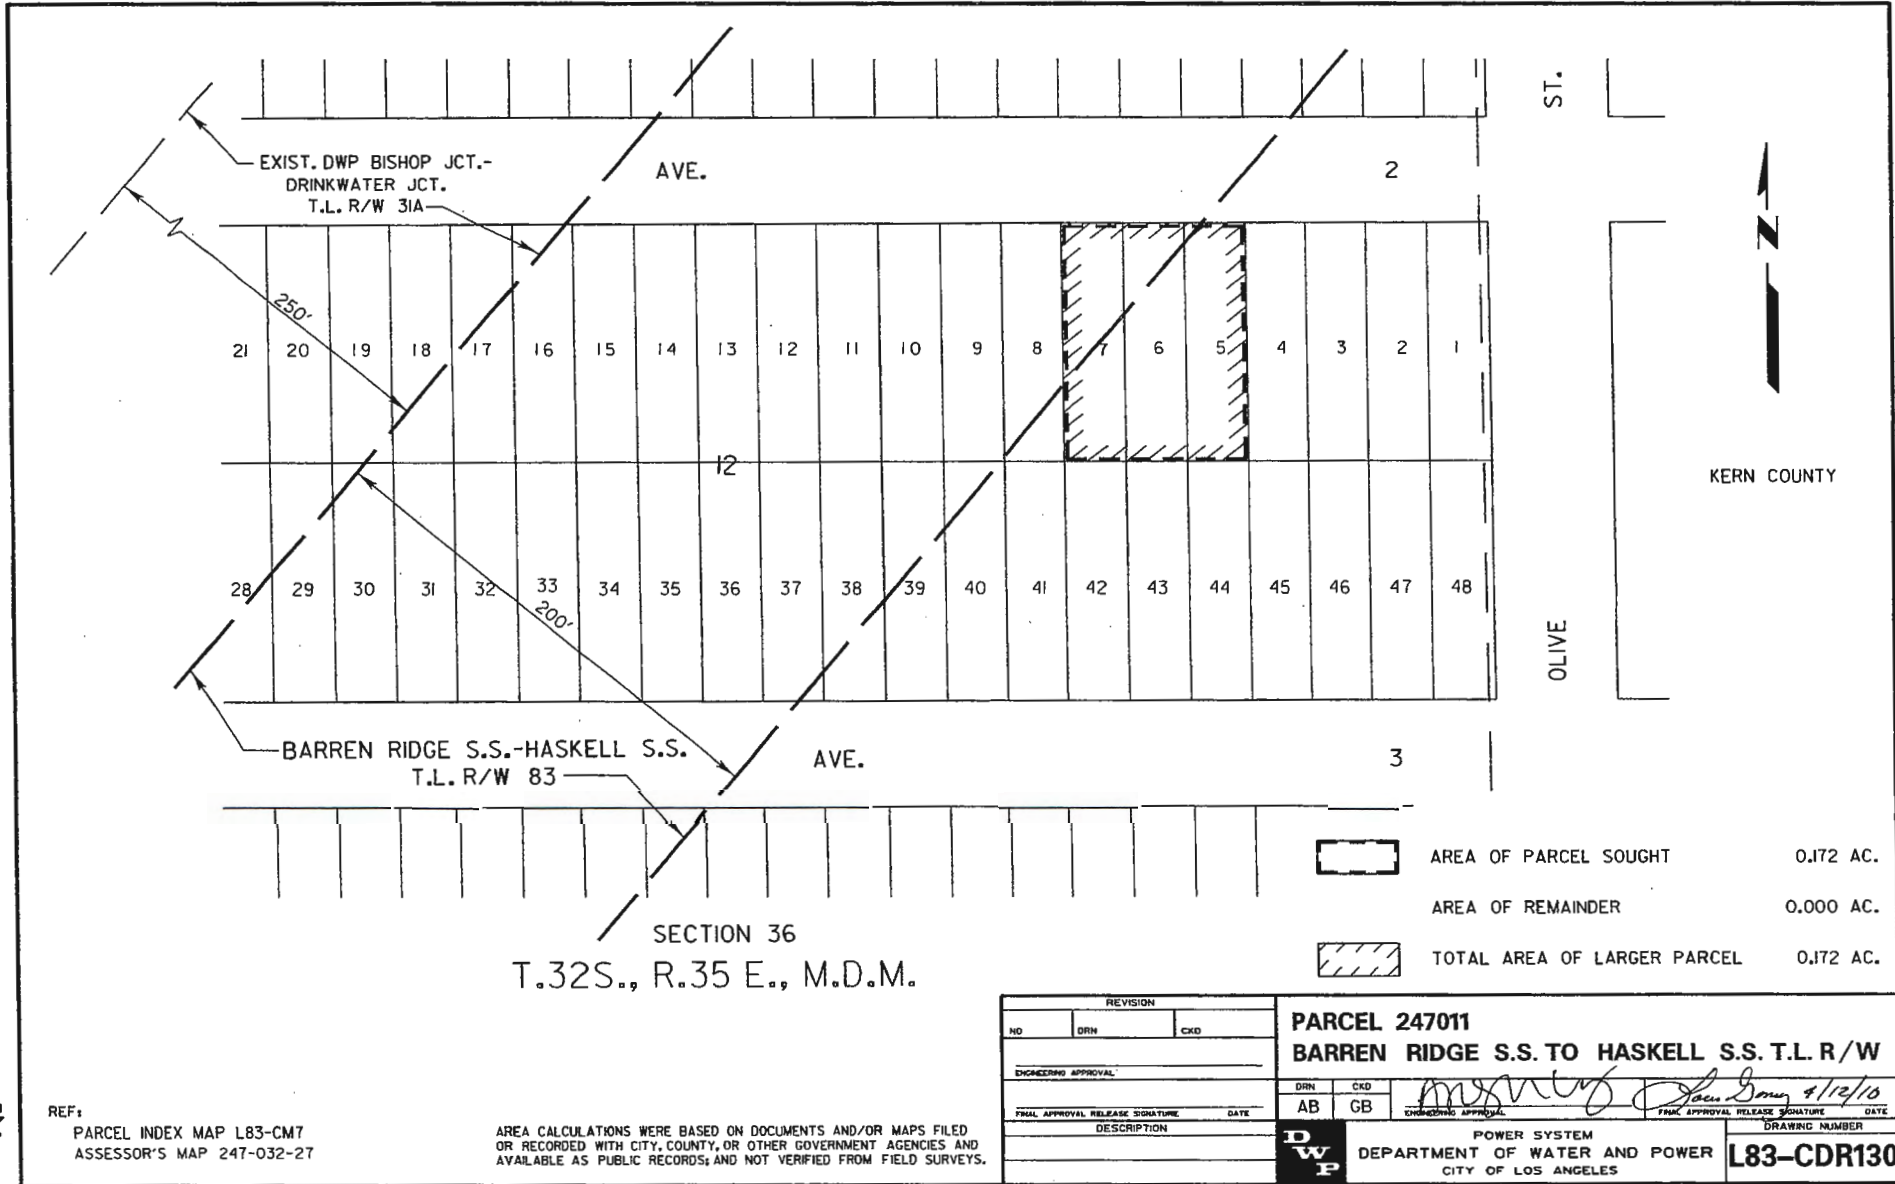 ST.
EXIST. DWP BISHOP JCT.-
DRINKWATER JCT.
T.L. R/W 31A
AVE.
2
N
250'
21 20 19 18 17 16 15 14 13 12 11 10 9 8 7 6 5 4 3 2 1
12
KERN COUNTY
28 29 30 31 32 33 34 35 36 37 38 39 40 41 42 43 44 45 46 47 48
200'
OLIVE
BARREN RIDGE S.S.-HASKELL S.S.
T.L. R/W 83
AVE.
3
AREA OF PARCEL SOUGHT 0.172 AC.
AREA OF REMAINDER 0.000 AC.
TOTAL AREA OF LARGER PARCEL 0.172 AC.
SECTION 36
T.32S., R.35 E., M.D.M.
REVISION
NO DRN CKD
ENGINEERING APPROVAL
FINAL APPROVAL RELEASE SIGNATURE DATE
DESCRIPTION
PARCEL 247011
BARREN RIDGE S.S. TO HASKELL S.S. T.L. R/W
DRN CKD
AB GB
4/12/10
ENGINEERING APPROVAL
FINAL APPROVAL RELEASE SIGNATURE DATE
DWP
POWER SYSTEM
DEPARTMENT OF WATER AND POWER
CITY OF LOS ANGELES
DRAWING NUMBER
L83-CDR130
REF:
PARCEL INDEX MAP L83-CM7
ASSESSOR'S MAP 247-032-27
AREA CALCULATIONS WERE BASED ON DOCUMENTS AND/OR MAPS FILED
OR RECORDED WITH CITY, COUNTY, OR OTHER GOVERNMENT AGENCIES AND
AVAILABLE AS PUBLIC RECORDS; AND NOT VERIFIED FROM FIELD SURVEYS.